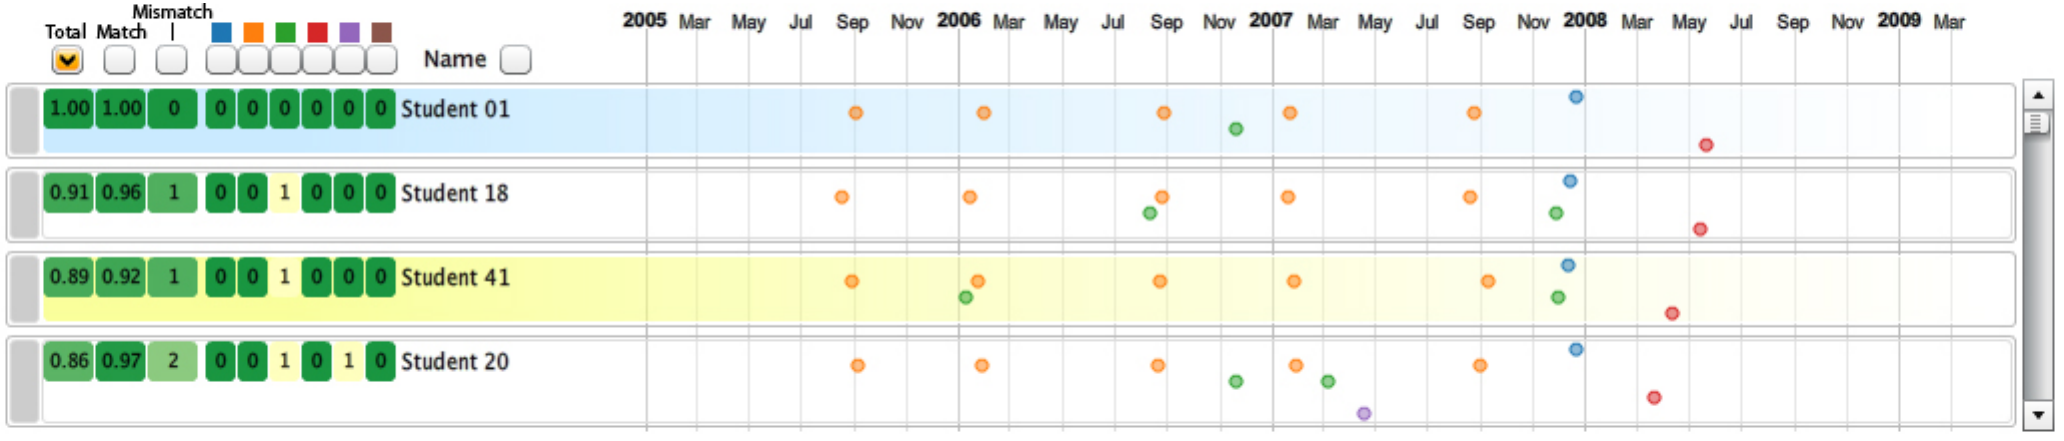 Mismatch
Total Match |
2005 Mar May Jul Sep Nov 2006 Mar May Jul Sep Nov 2007 Mar May Jul Sep Nov 2008 Mar May Jul Sep Nov 2009 Mar
Name
1.00 1.00 0 0 0 0 0 0 0 Student 01
0.91 0.96 1 0 0 1 0 0 0 Student 18
0.89 0.92 1 0 0 1 0 0 0 Student 41
0.86 0.97 2 0 0 1 0 1 0 Student 20